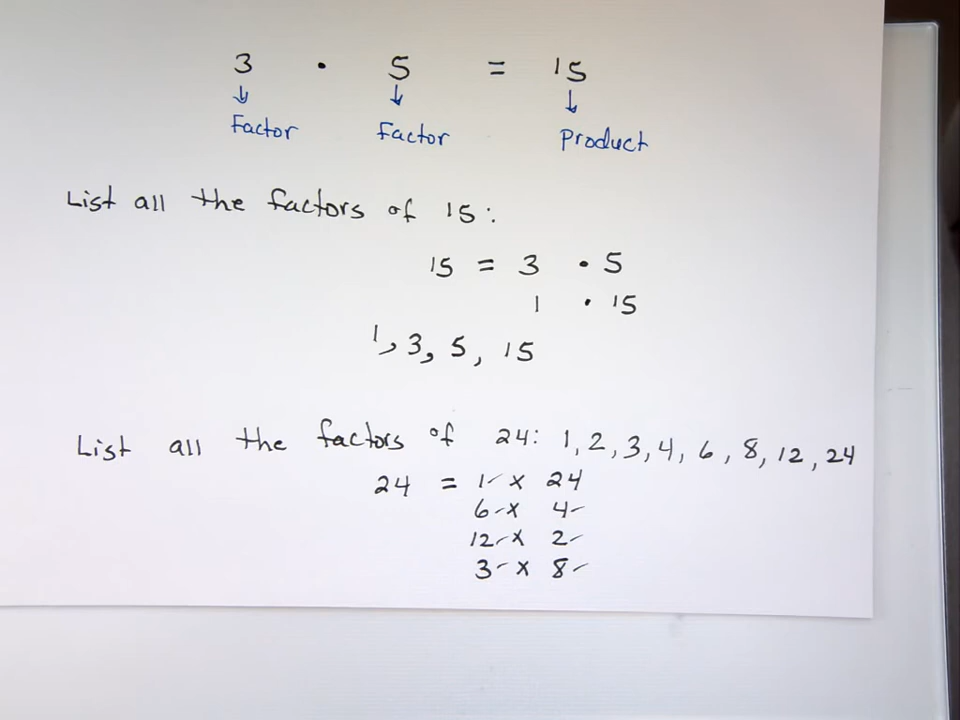 3 • 5 = 15
↓ ↓ ↓
Factor Factor Product
List all the factors of 15:
15 = 3 • 5
1 • 15
1, 3, 5, 15
List all the factors of 24: 1, 2, 3, 4, 6, 8, 12, 24
24 = 1 x 24
6 x 4
12 x 2
3 x 8